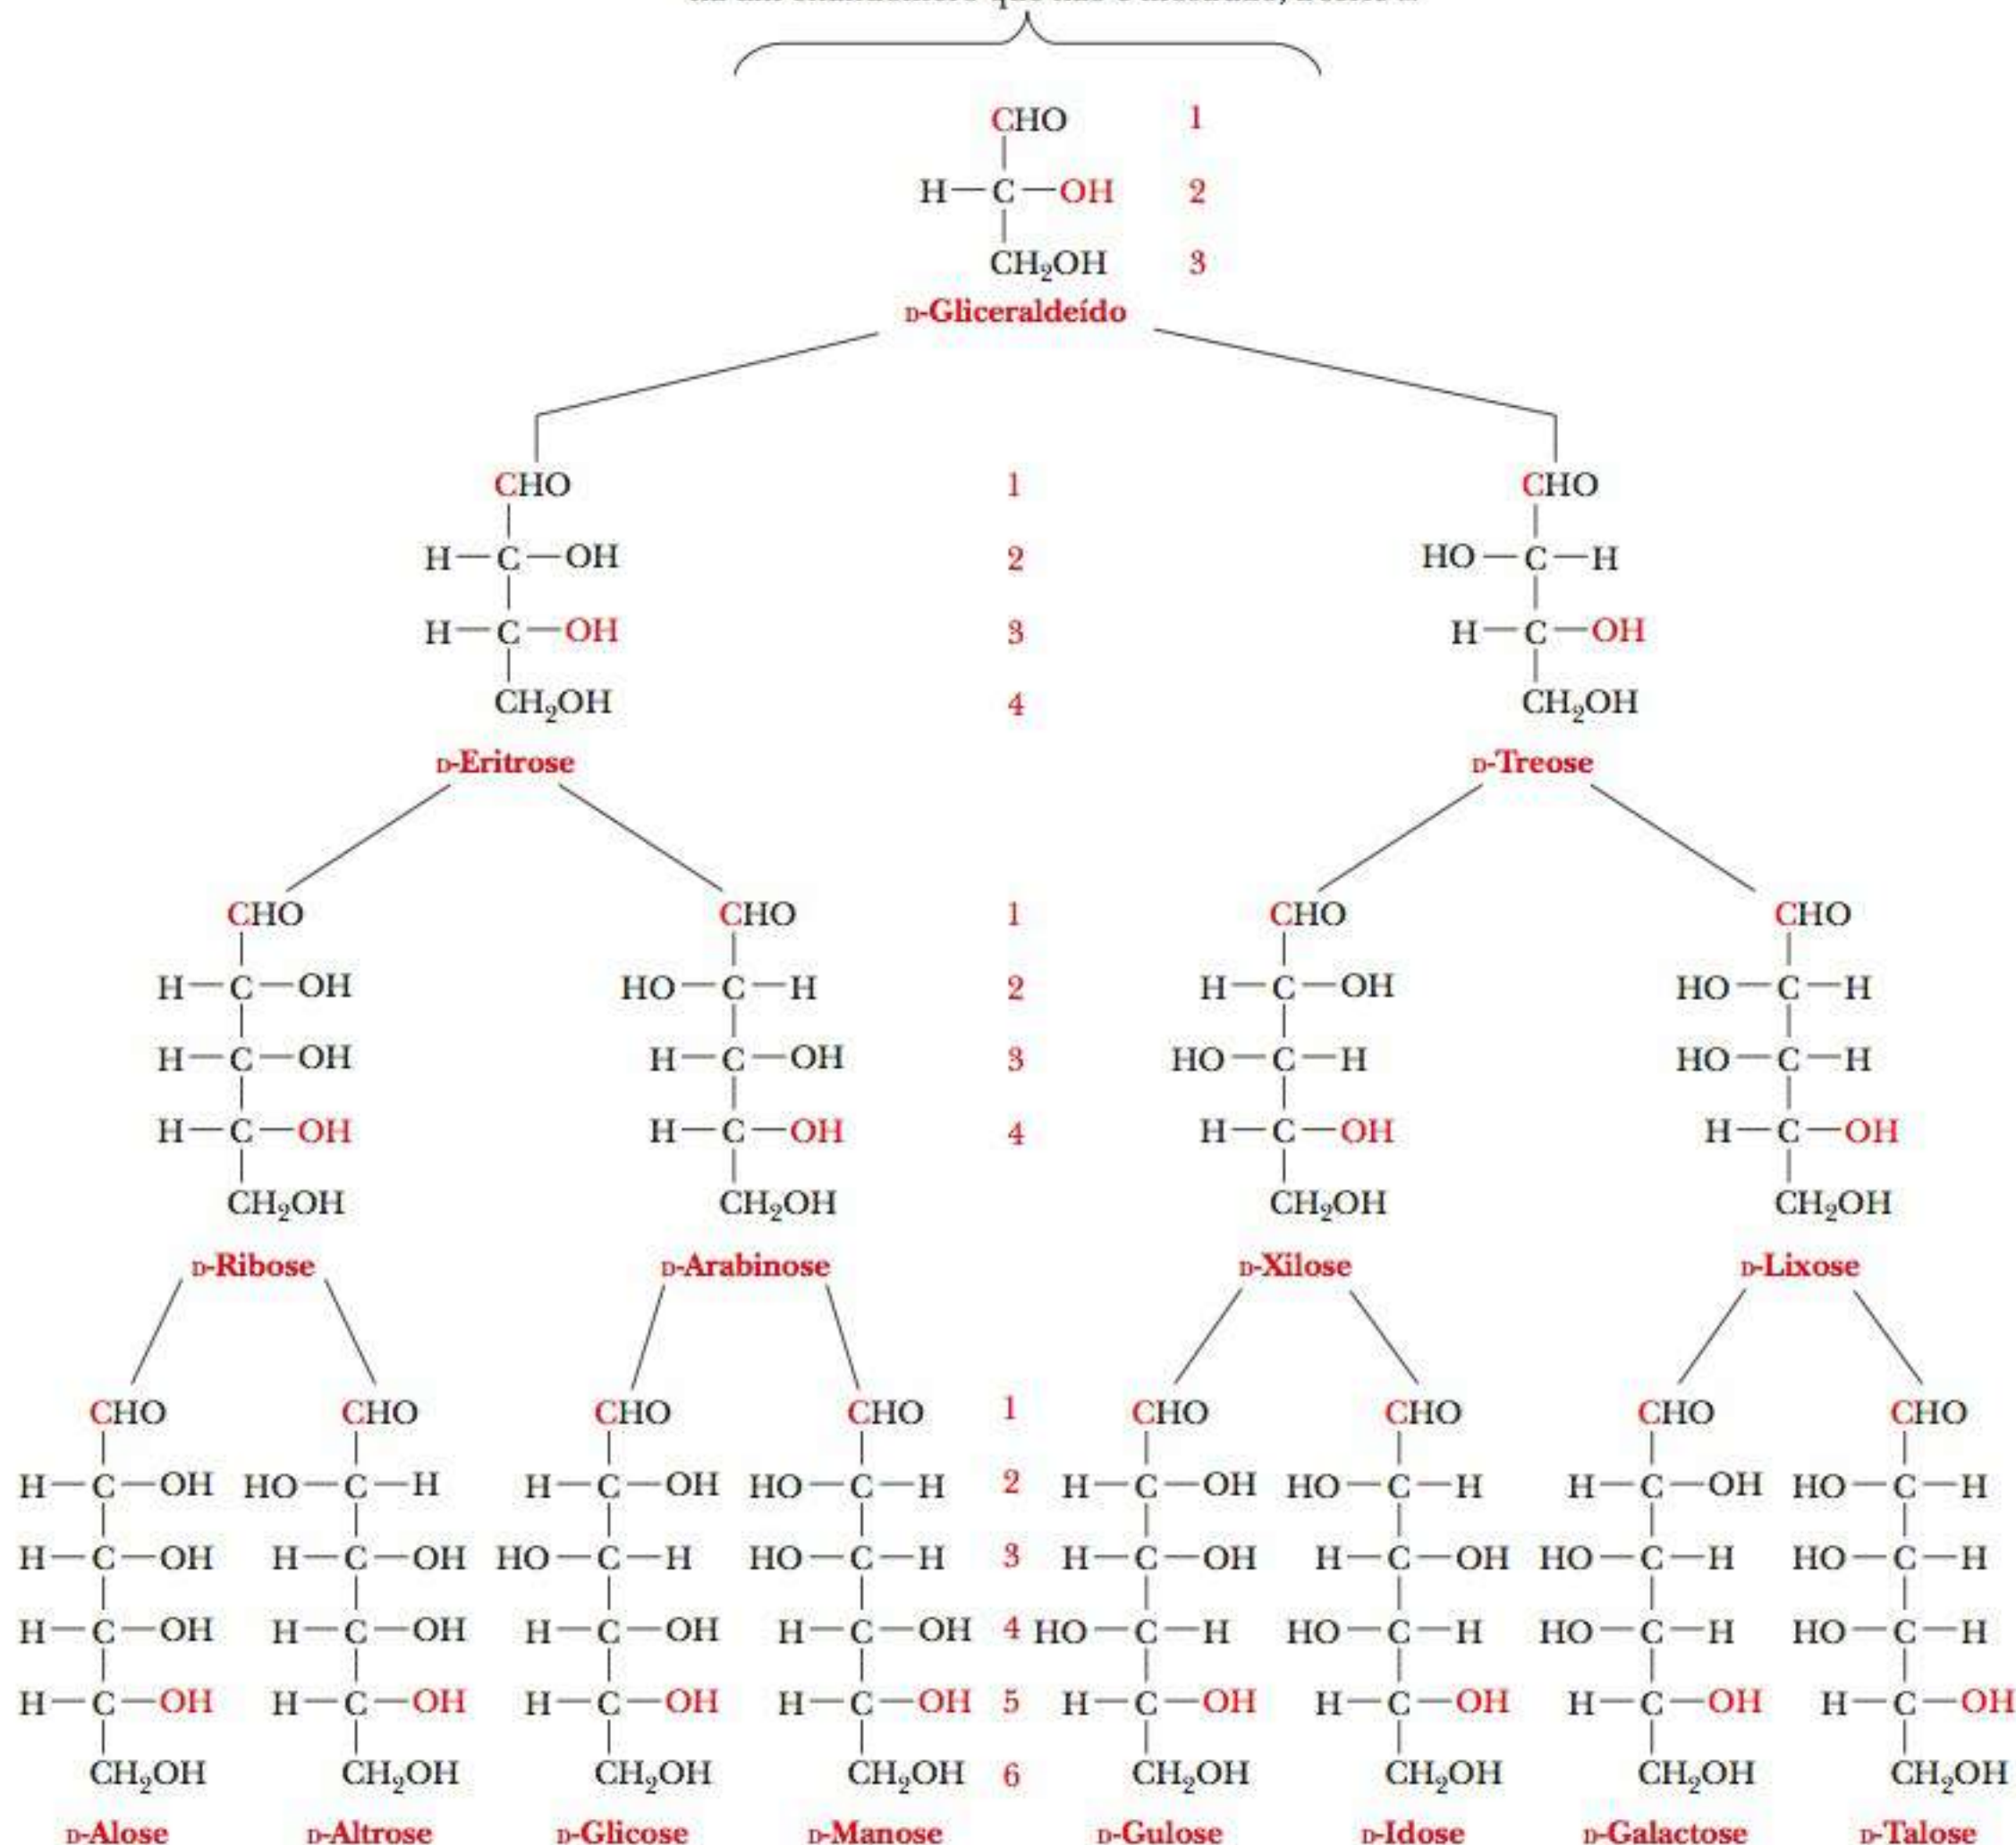 CHO 1
H—C—OH 2
CH₂OH 3
D-Gliceraldeído
CHO 1 CHO
H—C—OH 2 HO—C—H
H—C—OH 3 H—C—OH
CH₂OH 4 CH₂OH
D-Eritrose D-Treose
CHO CHO 1 CHO CHO
H—C—OH HO—C—H 2 H—C—OH HO—C—H
H—C—OH H—C—OH 3 HO—C—H HO—C—H
H—C—OH H—C—OH 4 H—C—OH H—C—OH
CH₂OH CH₂OH CH₂OH CH₂OH
D-Ribose D-Arabinose D-Xilose D-Lixose
CHO CHO CHO CHO 1 CHO CHO CHO CHO
H—C—OH HO—C—H H—C—OH HO—C—H 2 H—C—OH HO—C—H H—C—OH HO—C—H
H—C—OH H—C—OH HO—C—H HO—C—H 3 H—C—OH H—C—OH HO—C—H HO—C—H
H—C—OH H—C—OH H—C—OH H—C—OH 4 HO—C—H HO—C—H HO—C—H HO—C—H
H—C—OH H—C—OH H—C—OH H—C—OH 5 H—C—OH H—C—OH H—C—OH H—C—OH
CH₂OH CH₂OH CH₂OH CH₂OH 6 CH₂OH CH₂OH CH₂OH CH₂OH
D-Alose D-Altrose D-Glicose D-Manose D-Gulose D-Idose D-Galactose D-Talose